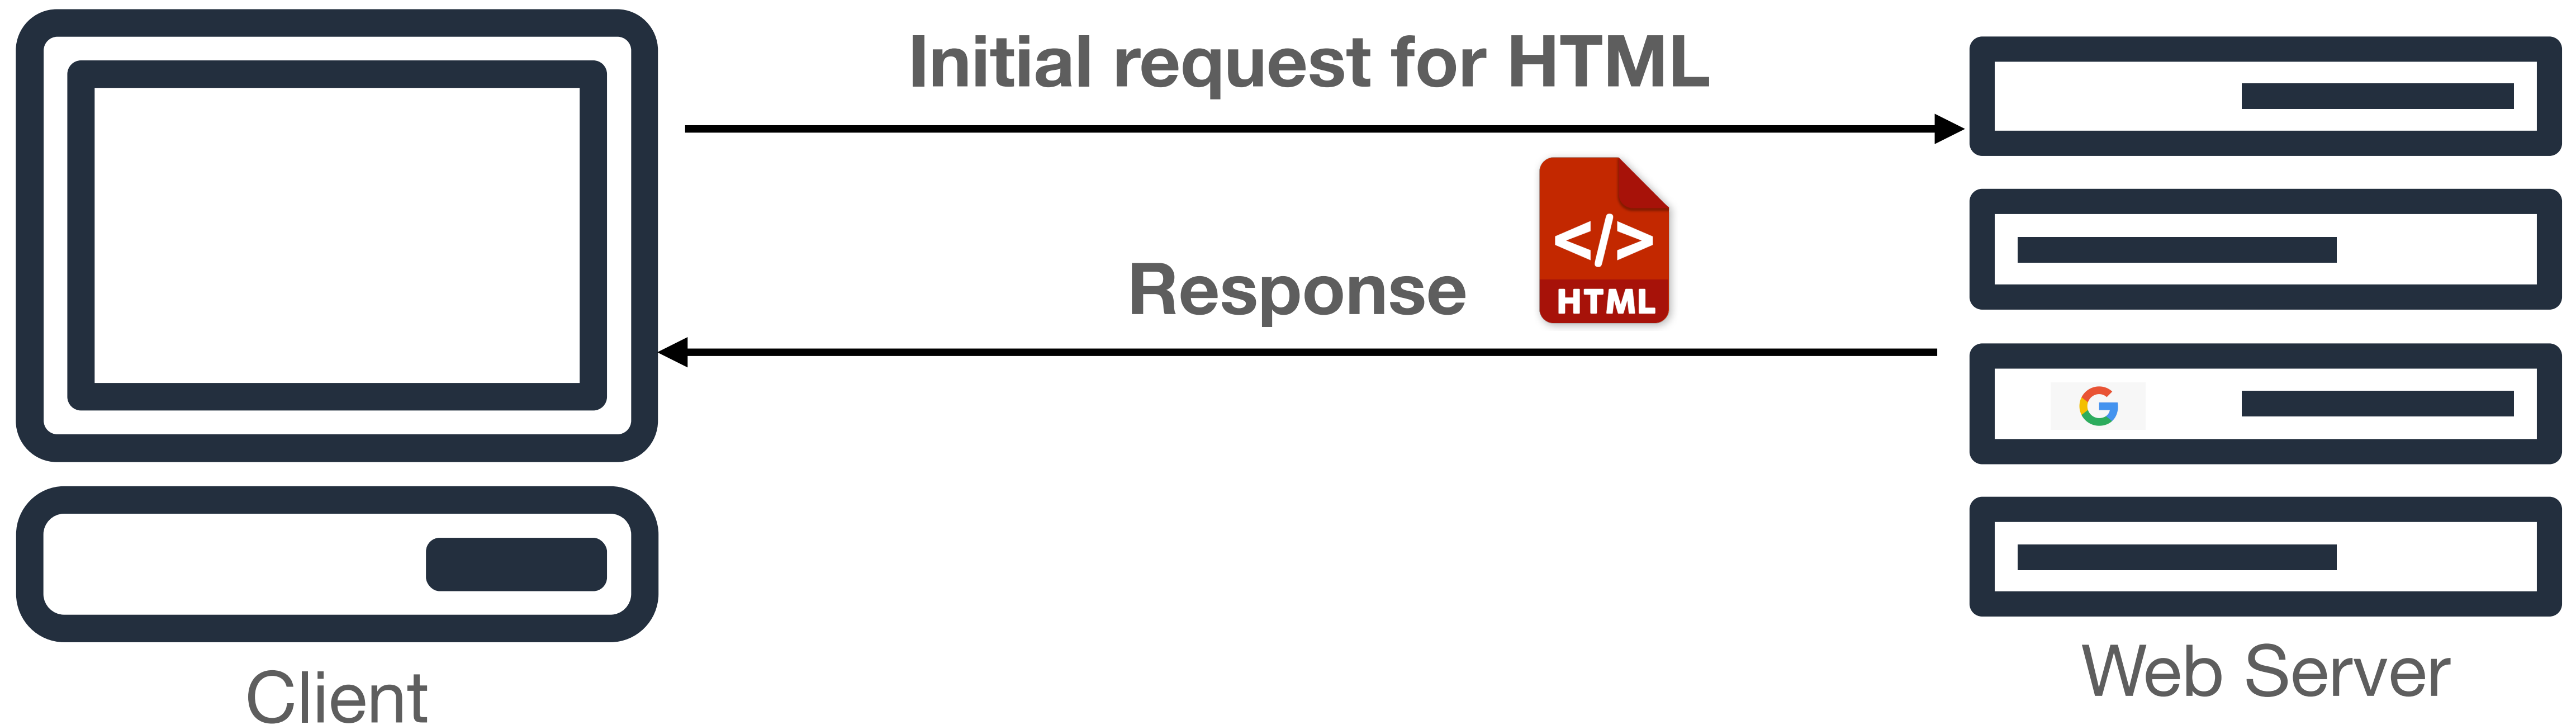 Initial request for HTML
Response
</>
HTML
G
Client
Web Server